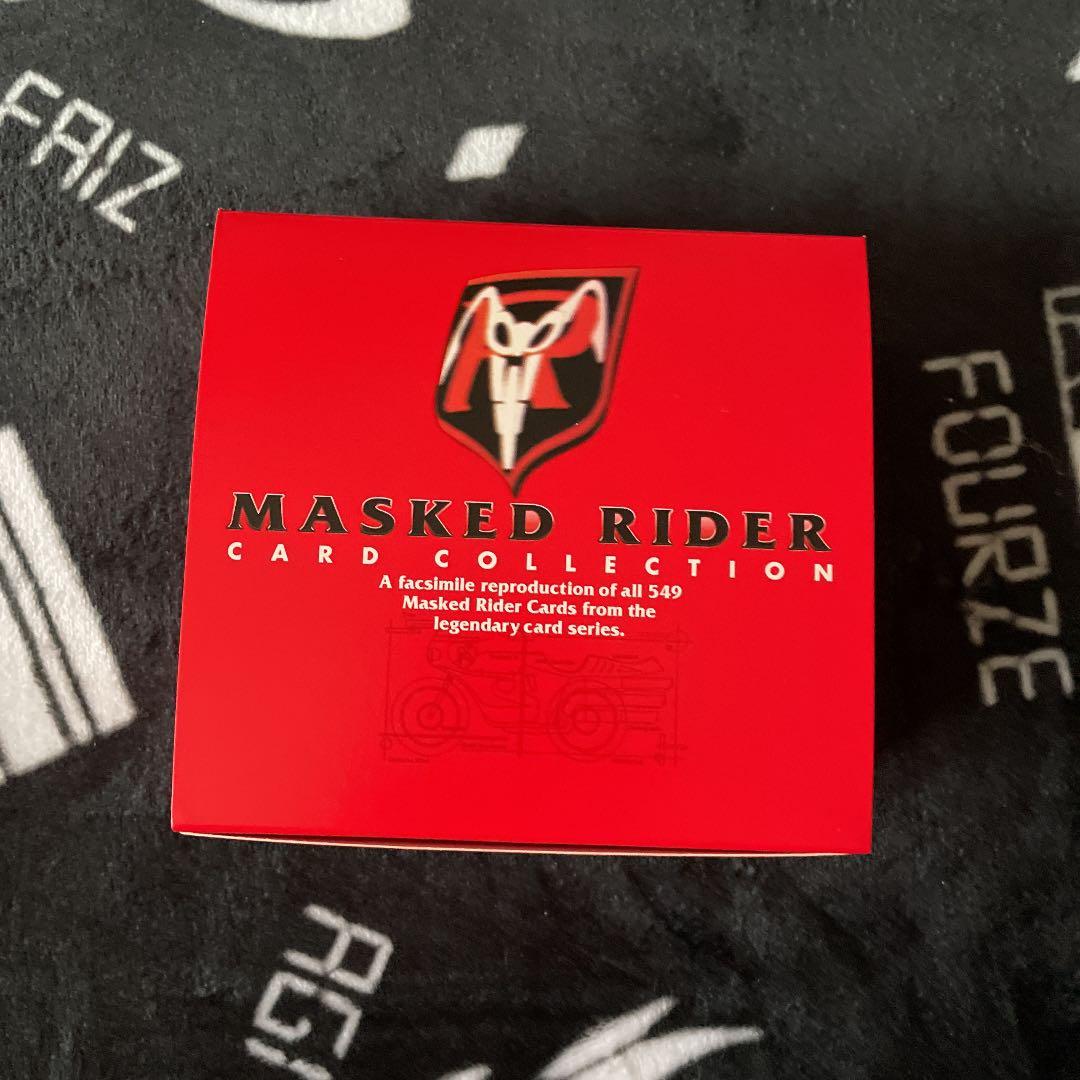 FAIZ
MASKED RIDER
CARD COLLECTION
A facsimile reproduction of all 549
Masked Rider Cards from the
legendary card series.
FOURZE
AGI